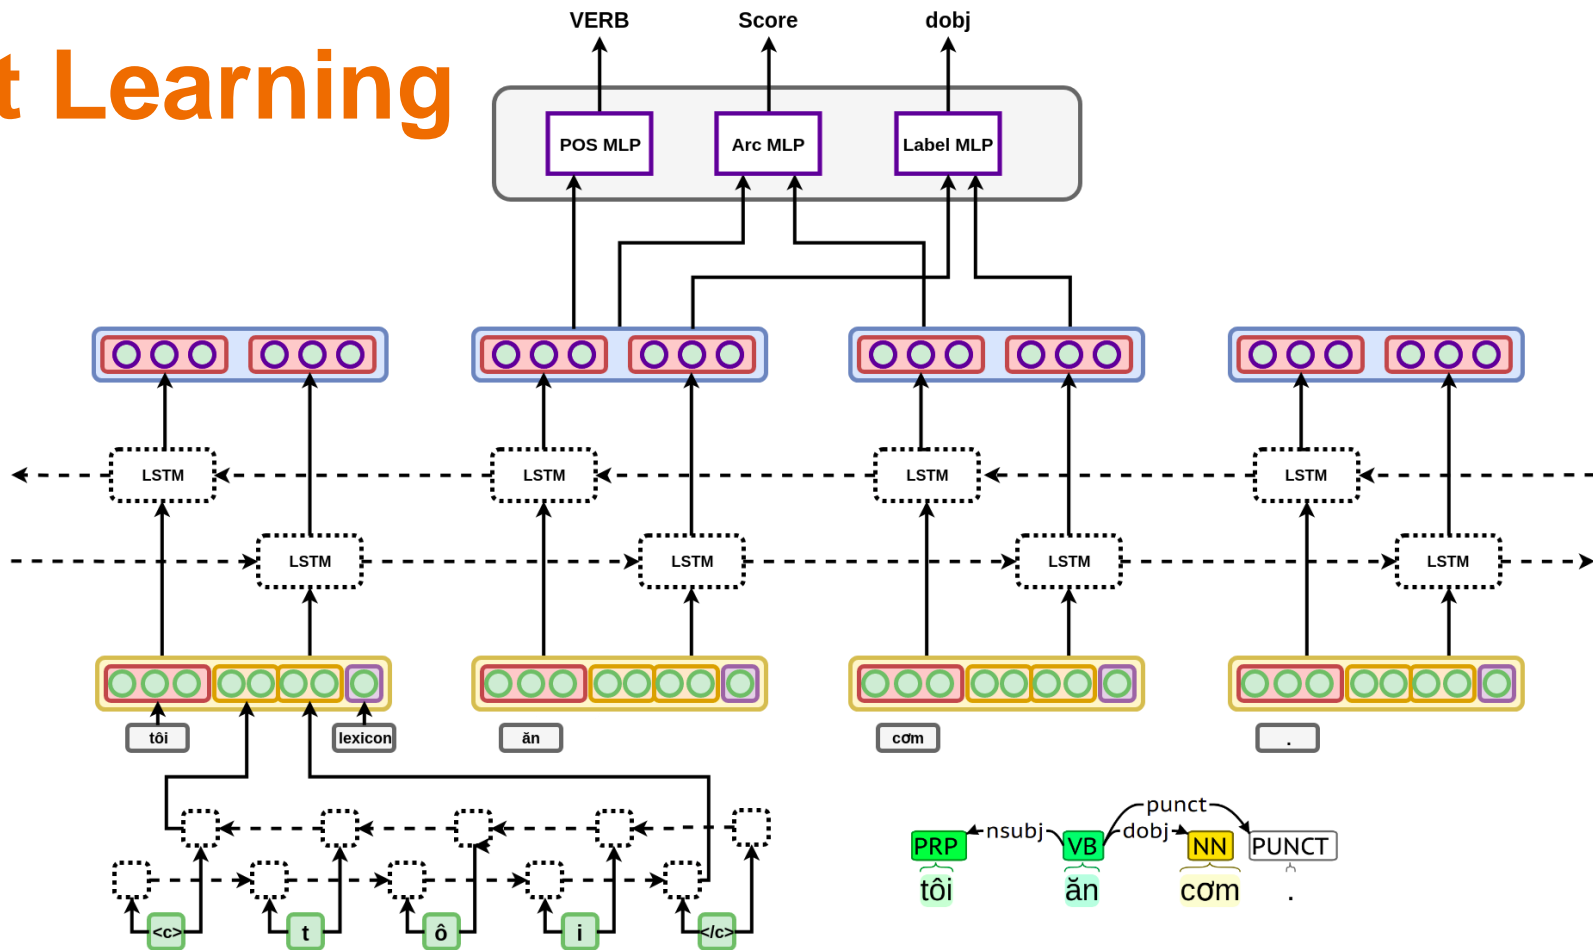 VERB Score dobj
t Learning
POS MLP Arc MLP Label MLP
LSTM LSTM LSTM LSTM
LSTM LSTM LSTM LSTM
tôi lexicon ăn cơm .
punct
nsubj dobj
PRP VB NN PUNCT
tôi ăn cơm .
<c> t ô i </c>